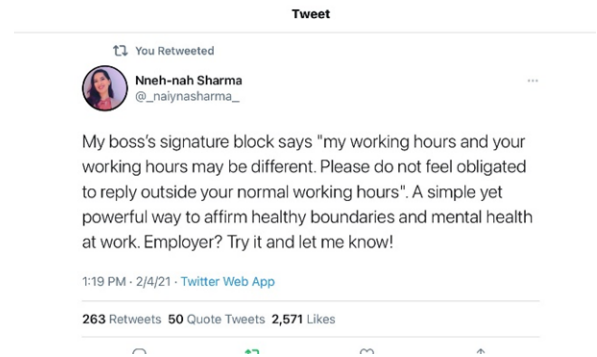 Tweet
You Retweeted
Nneh-nah Sharma
@_naiynasharma_
My boss's signature block says "my working hours and your
working hours may be different. Please do not feel obligated
to reply outside your normal working hours". A simple yet
powerful way to affirm healthy boundaries and mental health
at work. Employer? Try it and let me know!
1:19 PM · 2/4/21 · Twitter Web App
263 Retweets 50 Quote Tweets 2,571 Likes